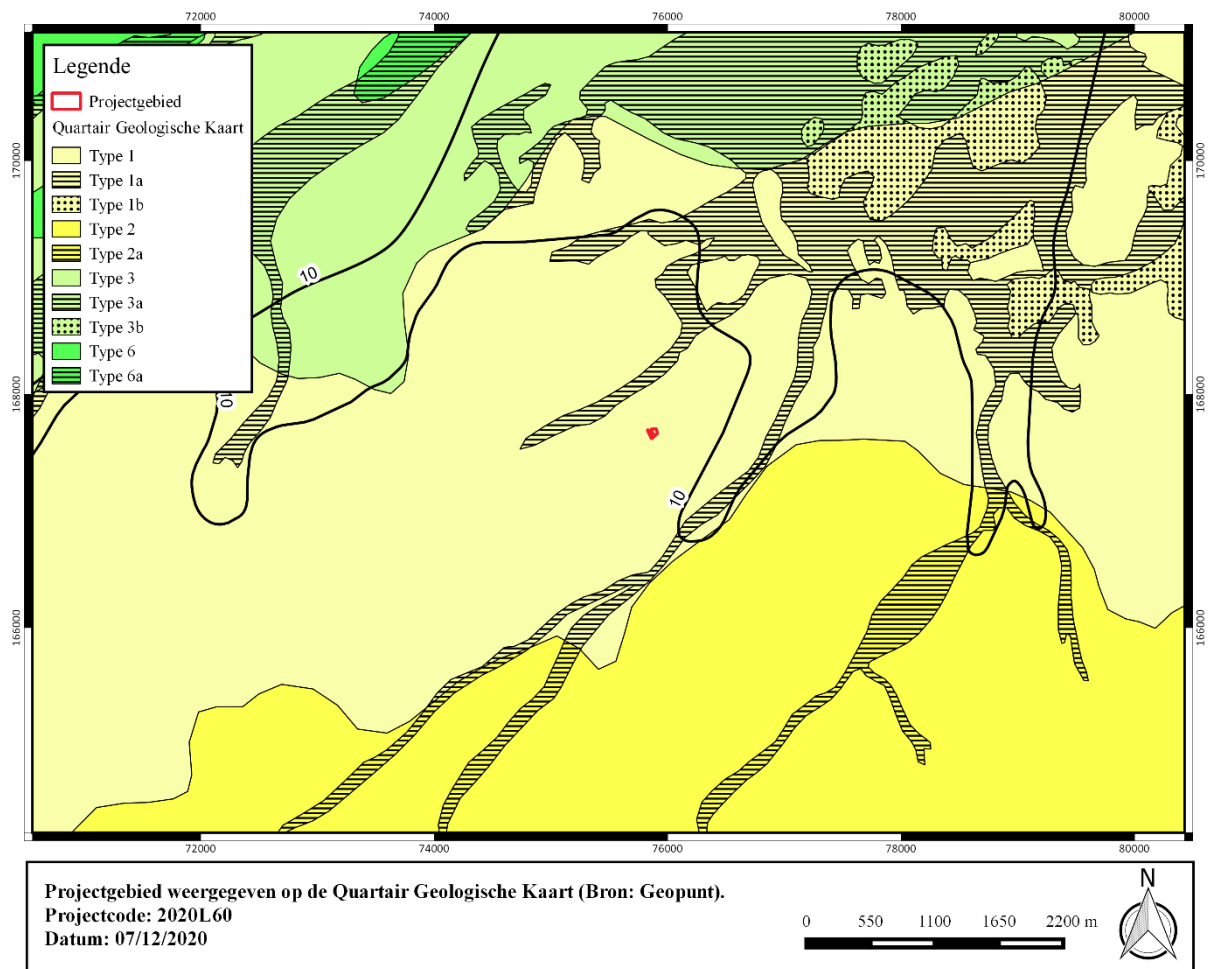 72000 74000 76000 78000 80000
Legende
Projectgebied
Quartair Geologische Kaart
Type 1
Type 1a
Type 1b
Type 2
Type 2a
Type 3
Type 3a
Type 3b
Type 6
Type 6a
170000
168000
166000
170000
168000
166000
10
10
10
72000 74000 76000 78000 80000
Projectgebied weergegeven op de Quartair Geologische Kaart (Bron: Geopunt).
Projectcode: 2020L60
Datum: 07/12/2020
0 550 1100 1650 2200 m
N